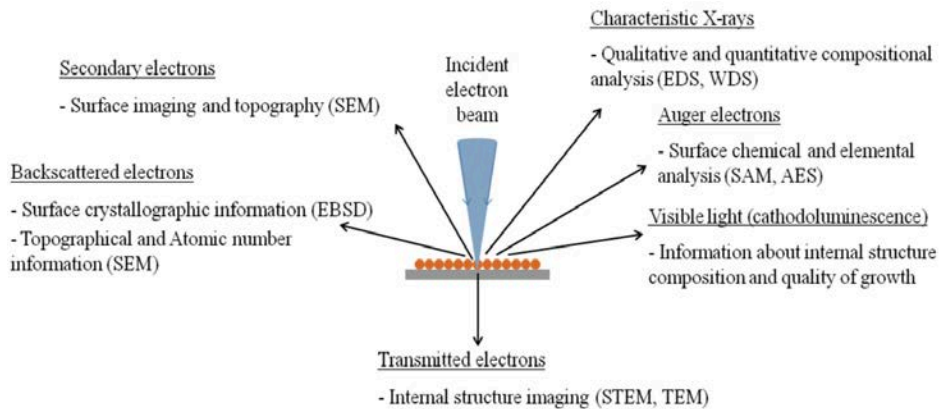 Characteristic X-rays
- Qualitative and quantitative compositional
analysis (EDS, WDS)
Secondary electrons
- Surface imaging and topography (SEM)
Incident
electron
beam
Auger electrons
- Surface chemical and elemental
analysis (SAM, AES)
Backscattered electrons
- Surface crystallographic information (EBSD)
- Topographical and Atomic number
information (SEM)
Visible light (cathodoluminescence)
- Information about internal structure
composition and quality of growth
Transmitted electrons
- Internal structure imaging (STEM, TEM)